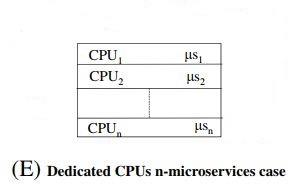 CPU₁ μs₁
CPU₂ μs₂
CPUₙ μsₙ
(E) Dedicated CPUs n-microservices case